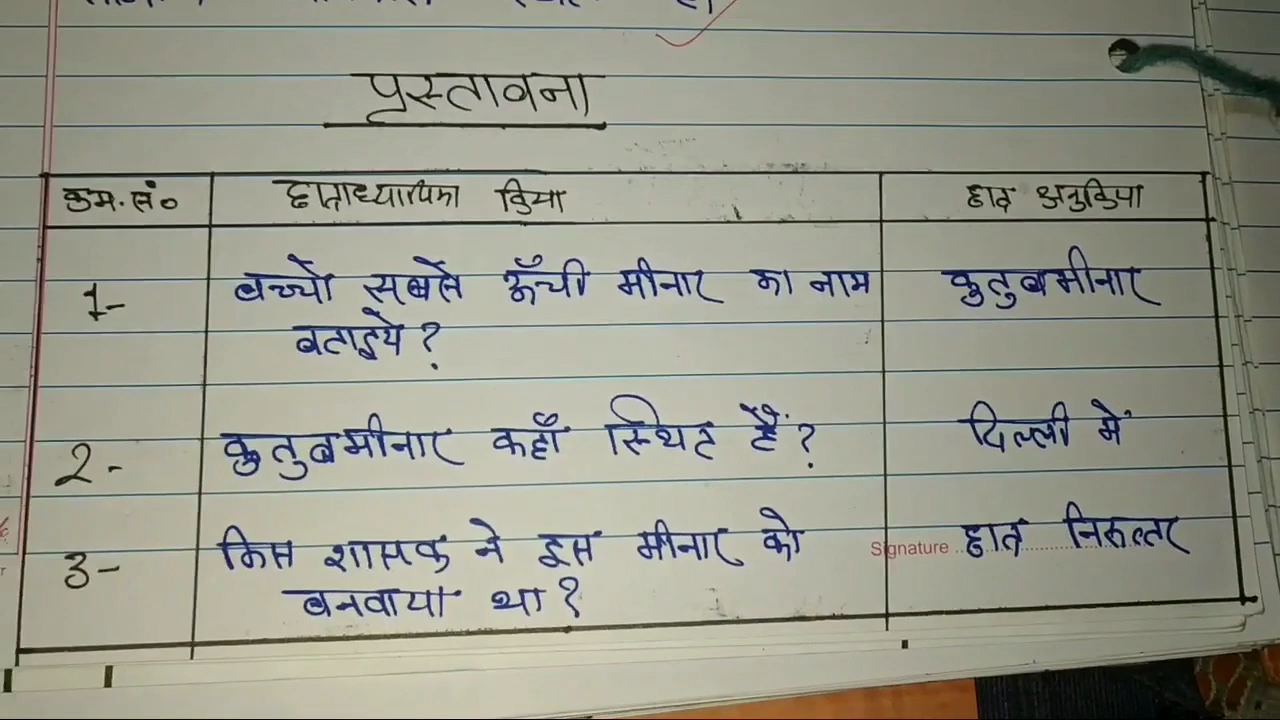 प्रस्तावना
क्रम.सं० छात्राध्यापिका क्रिया छात्र अनुक्रिया
1- बच्चों सबसे ऊँची मीनार का नाम कुतुबमीनार
बताइये?
2- कुतुबमीनार कहाँ स्थित है? दिल्ली में
3- किस शासक ने इस मीनार को Signature छात्र निरुत्तर
बनवाया था?